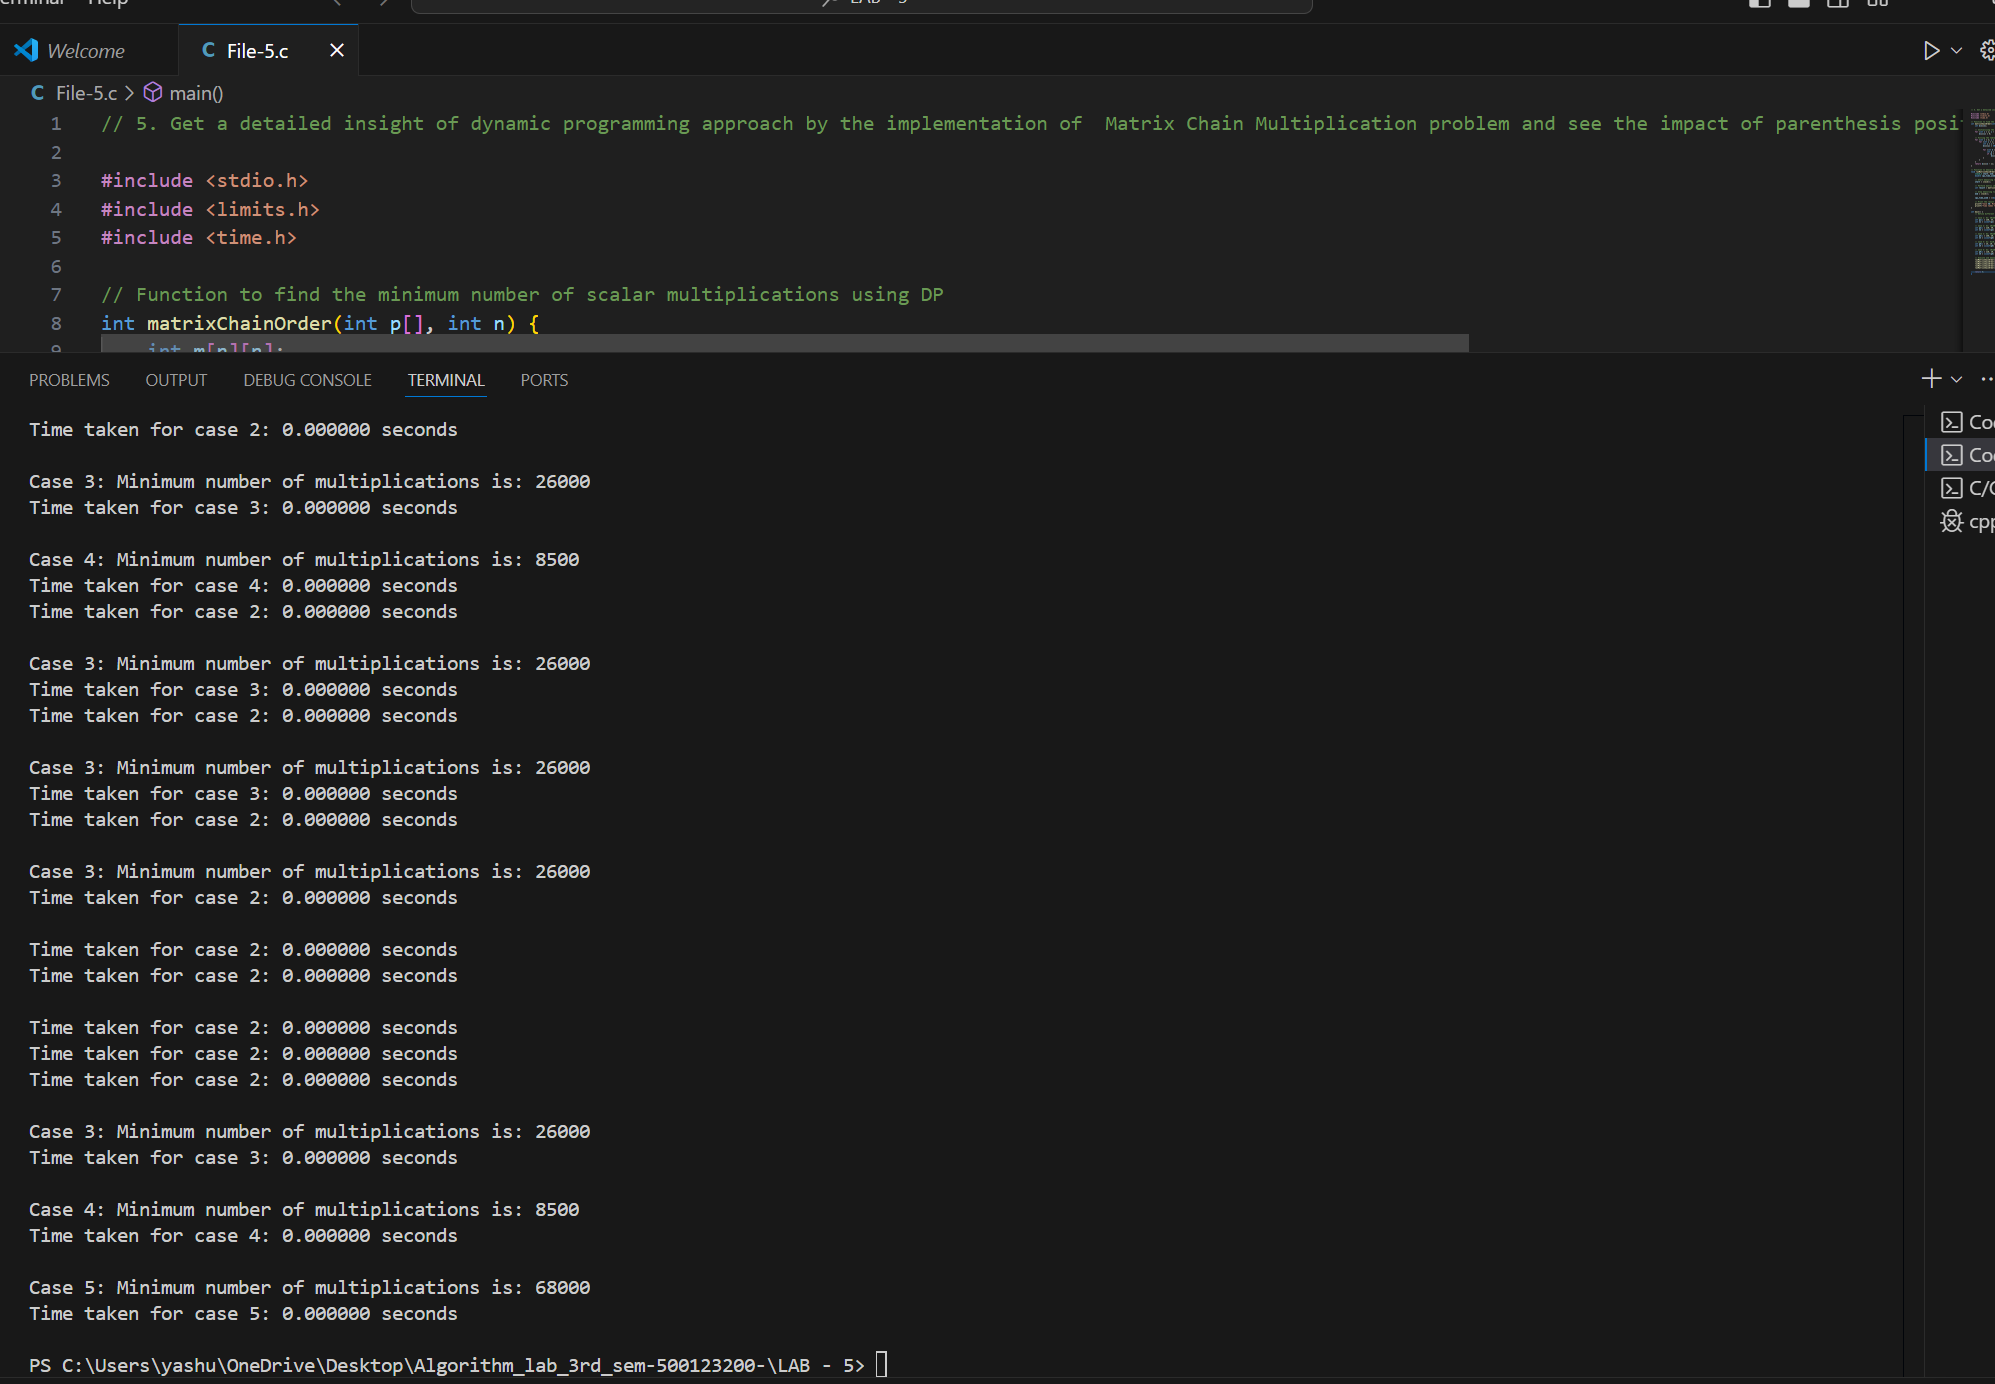 Help
Welcome
File-5.c
File-5.c > main()
1 // 5. Get a detailed insight of dynamic programming approach by the implementation of  Matrix Chain Multiplication problem and see the impact of parenthesis
2
3 #include <stdio.h>
4 #include <limits.h>
5 #include <time.h>
6
7 // Function to find the minimum number of scalar multiplications using DP
8 int matrixChainOrder(int p[], int n) {
9 int m[n][n];
PROBLEMS OUTPUT DEBUG CONSOLE TERMINAL PORTS
Time taken for case 2: 0.000000 seconds
Case 3: Minimum number of multiplications is: 26000
Time taken for case 3: 0.000000 seconds
Case 4: Minimum number of multiplications is: 8500
Time taken for case 4: 0.000000 seconds
Time taken for case 2: 0.000000 seconds
Case 3: Minimum number of multiplications is: 26000
Time taken for case 3: 0.000000 seconds
Time taken for case 2: 0.000000 seconds
Case 3: Minimum number of multiplications is: 26000
Time taken for case 3: 0.000000 seconds
Time taken for case 2: 0.000000 seconds
Case 3: Minimum number of multiplications is: 26000
Time taken for case 2: 0.000000 seconds
Time taken for case 2: 0.000000 seconds
Time taken for case 2: 0.000000 seconds
Time taken for case 2: 0.000000 seconds
Time taken for case 2: 0.000000 seconds
Time taken for case 2: 0.000000 seconds
Case 3: Minimum number of multiplications is: 26000
Time taken for case 3: 0.000000 seconds
Case 4: Minimum number of multiplications is: 8500
Time taken for case 4: 0.000000 seconds
Case 5: Minimum number of multiplications is: 68000
Time taken for case 5: 0.000000 seconds
PS C:\Users\yashu\OneDrive\Desktop\Algorithm_lab_3rd_sem-500123200-\LAB - 5>